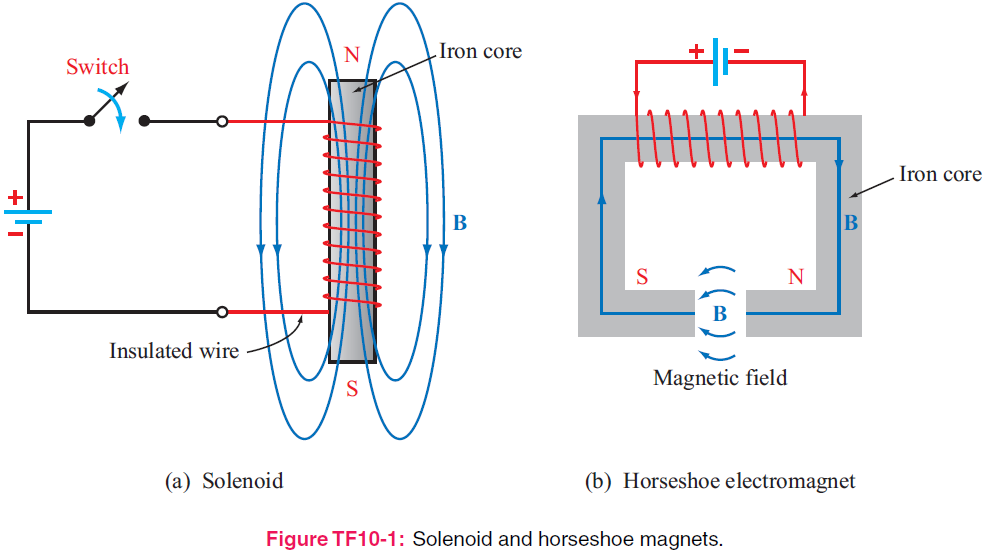 Switch
N
Iron core
+
−
B
Insulated wire
S
(a) Solenoid
+
−
Iron core
B
S
N
B
Magnetic field
(b) Horseshoe electromagnet
Figure TF10-1: Solenoid and horseshoe magnets.